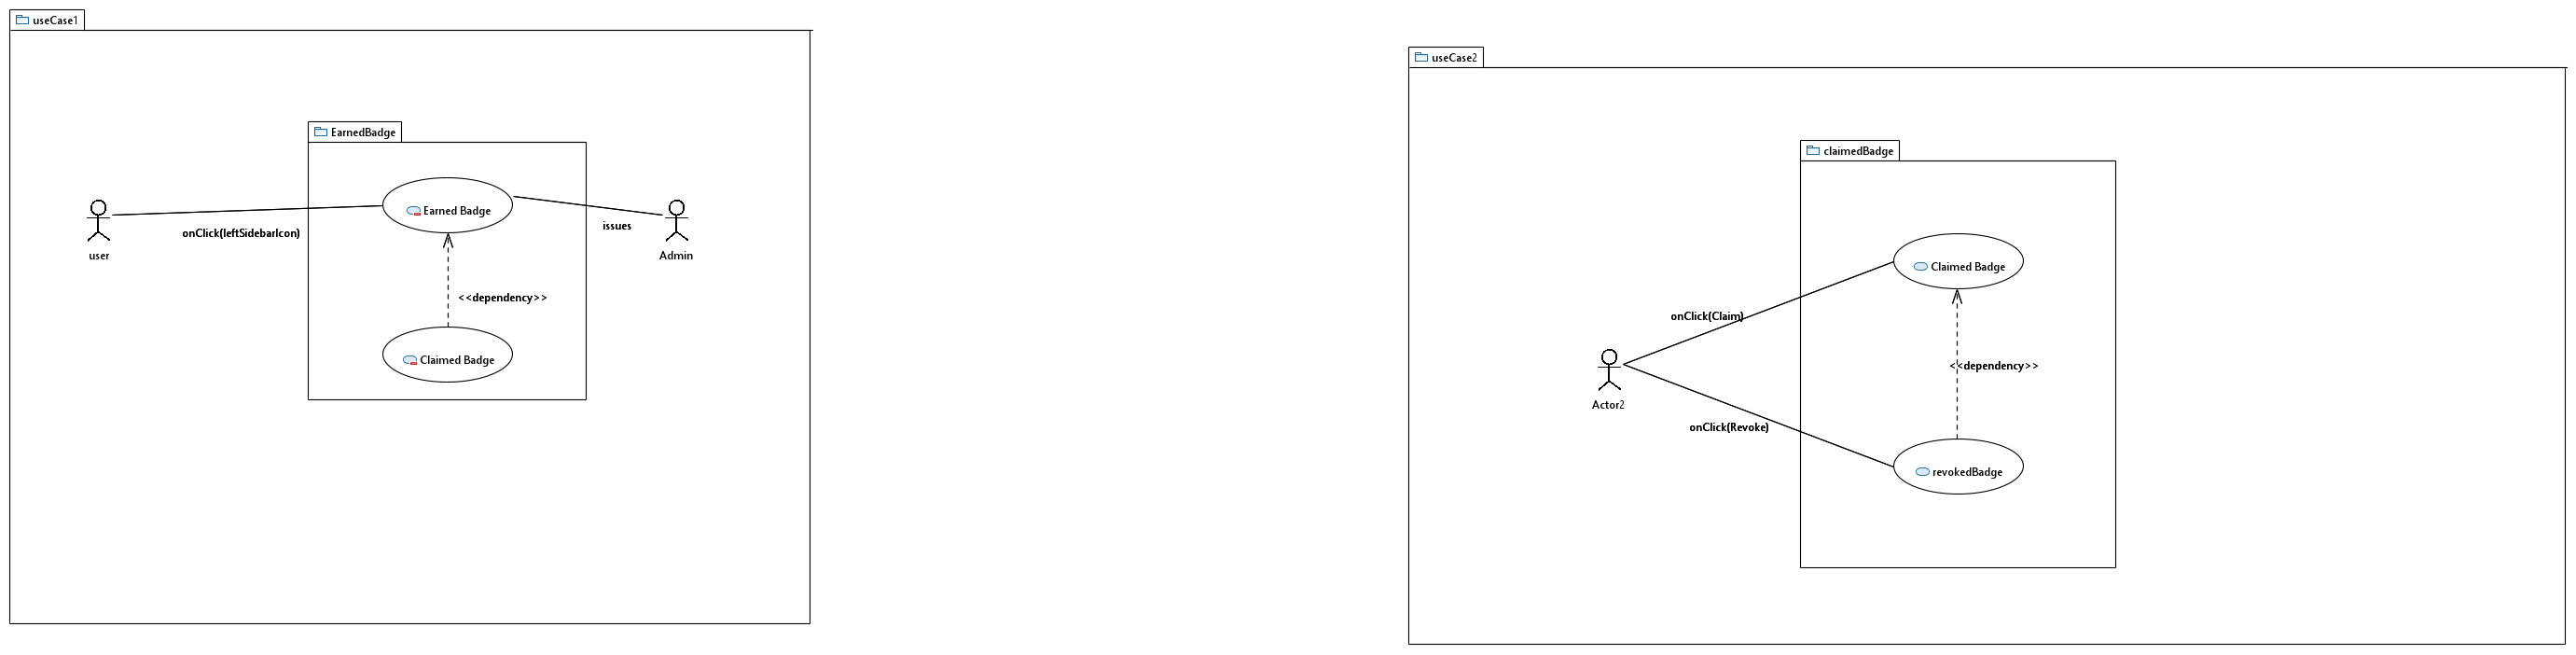 useCase1
EarnedBadge
Earned Badge
onClick(leftSidebarIcon)
issues
user
Admin
<<dependency>>
Claimed Badge
useCase2
claimedBadge
Claimed Badge
onClick(Claim)
<<dependency>>
Actor2
onClick(Revoke)
revokedBadge